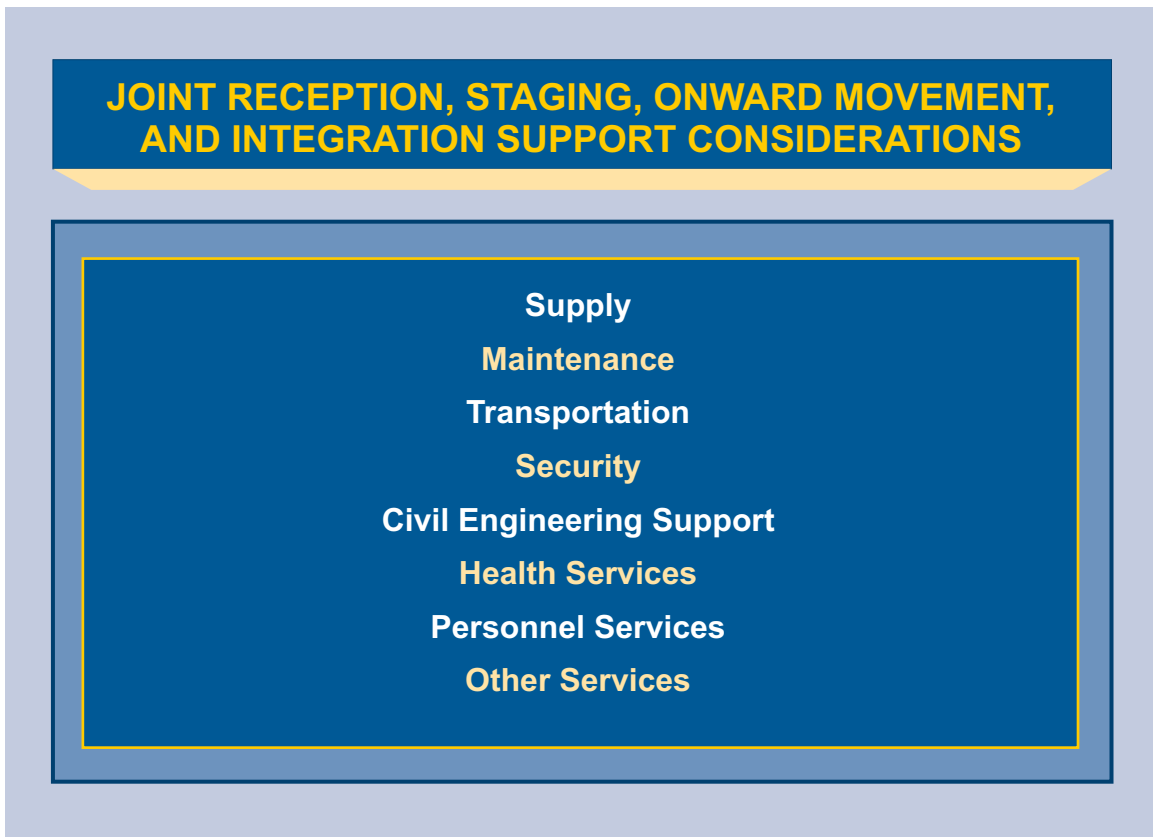 JOINT RECEPTION, STAGING, ONWARD MOVEMENT,
AND INTEGRATION SUPPORT CONSIDERATIONS
Supply
Maintenance
Transportation
Security
Civil Engineering Support
Health Services
Personnel Services
Other Services